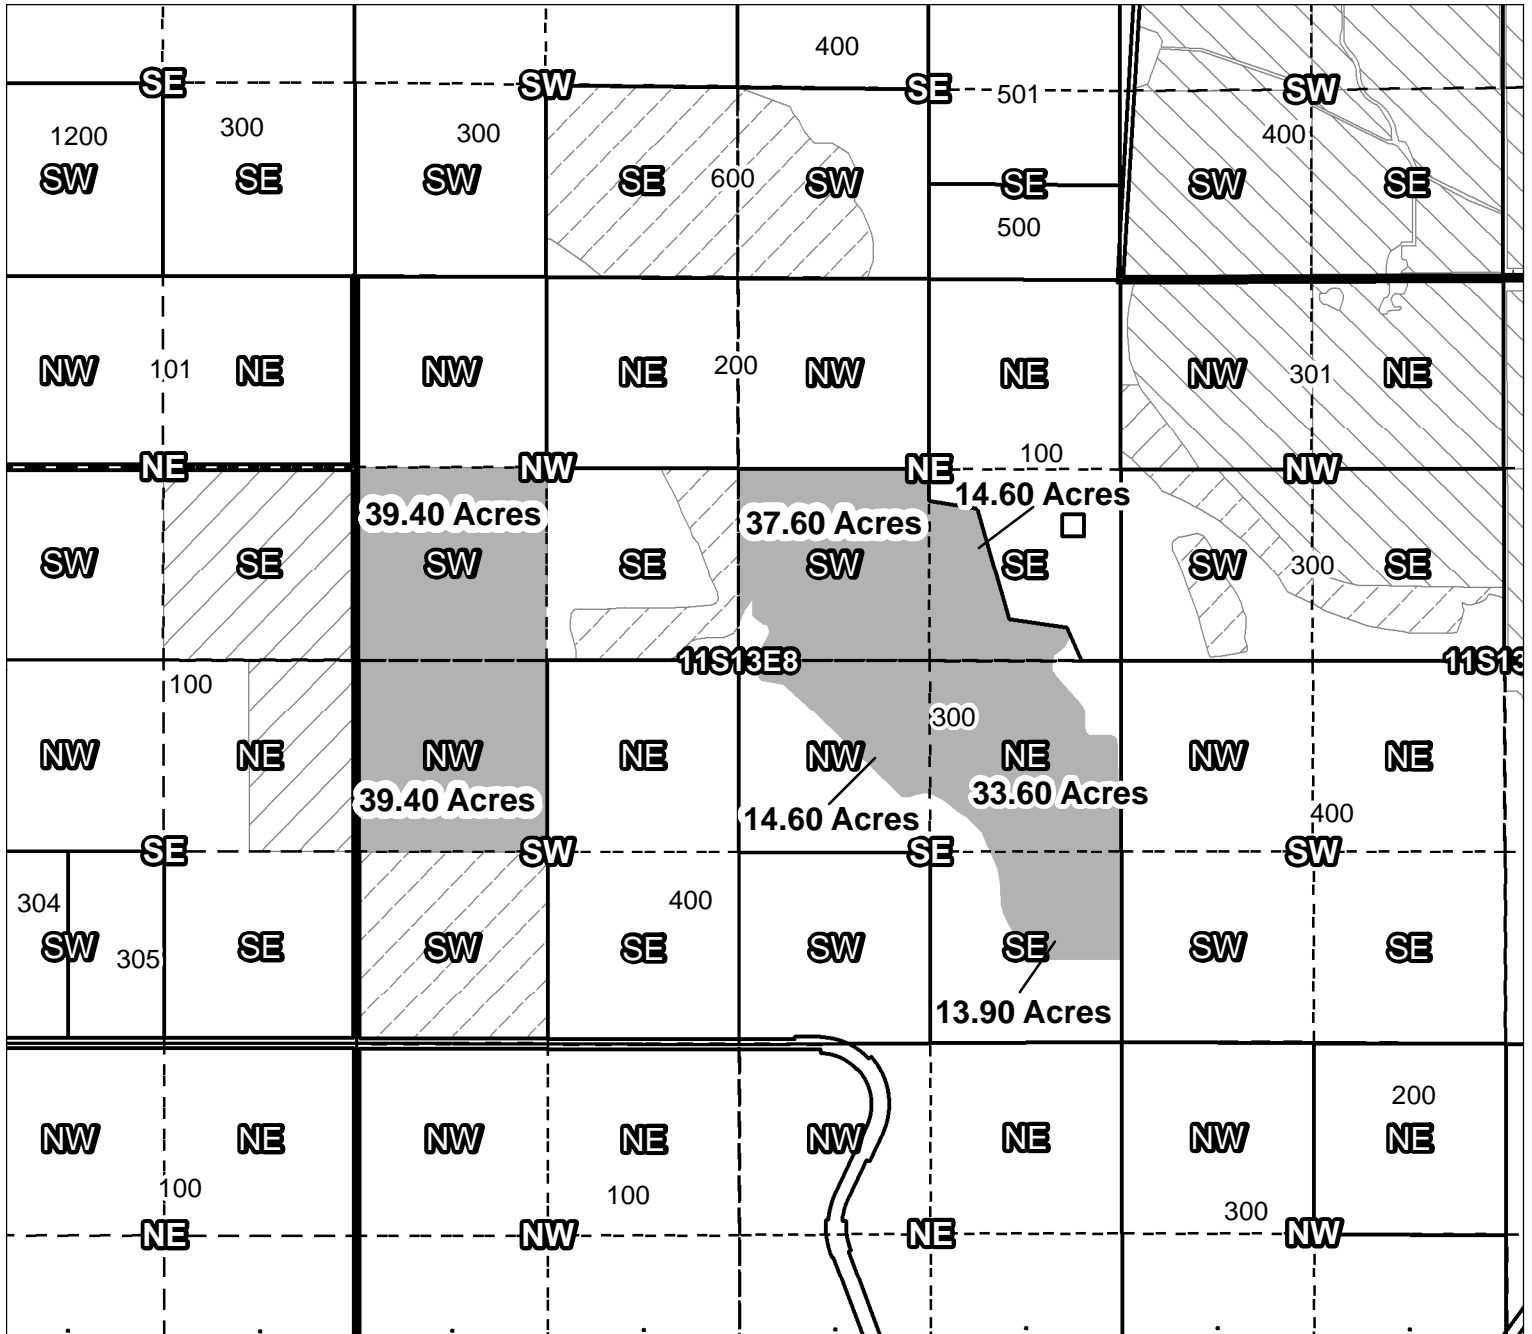 400
SE SW SE 501 SW
1200 300 300 400
SW SE SW SE 600 SW SE SW SE
500
NW 101 NE NW NE 200 NW NE NW 301 NE
100
NE NW NE NW
14.60 Acres
39.40 Acres 37.60 Acres
SW SE SW SE SW SE SW 300 SE
11S13E8 11S13
100
300
NW NE NW NE NW NE NW NE
39.40 Acres 33.60 Acres
14.60 Acres 400
SE SW SE SW
304 400
SW SE SW SE SW SE SW SE
305
13.90 Acres
200
NW NE NW NE NW NE NW NE
100 100 300
NE NW NE NW